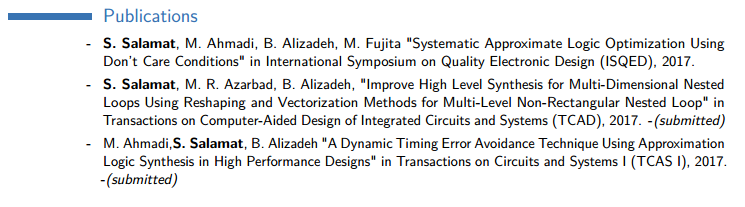 Publications
- S. Salamat, M. Ahmadi, B. Alizadeh, M. Fujita "Systematic Approximate Logic Optimization Using
Don't Care Conditions" in International Symposium on Quality Electronic Design (ISQED), 2017.
- S. Salamat, M. R. Azarbad, B. Alizadeh, "Improve High Level Synthesis for Multi-Dimensional Nested
Loops Using Reshaping and Vectorization Methods for Multi-Level Non-Rectangular Nested Loop" in
Transactions on Computer-Aided Design of Integrated Circuits and Systems (TCAD), 2017. -(submitted)
- M. Ahmadi,S. Salamat, B. Alizadeh "A Dynamic Timing Error Avoidance Technique Using Approximation
Logic Synthesis in High Performance Designs" in Transactions on Circuits and Systems I (TCAS I), 2017.
-(submitted)